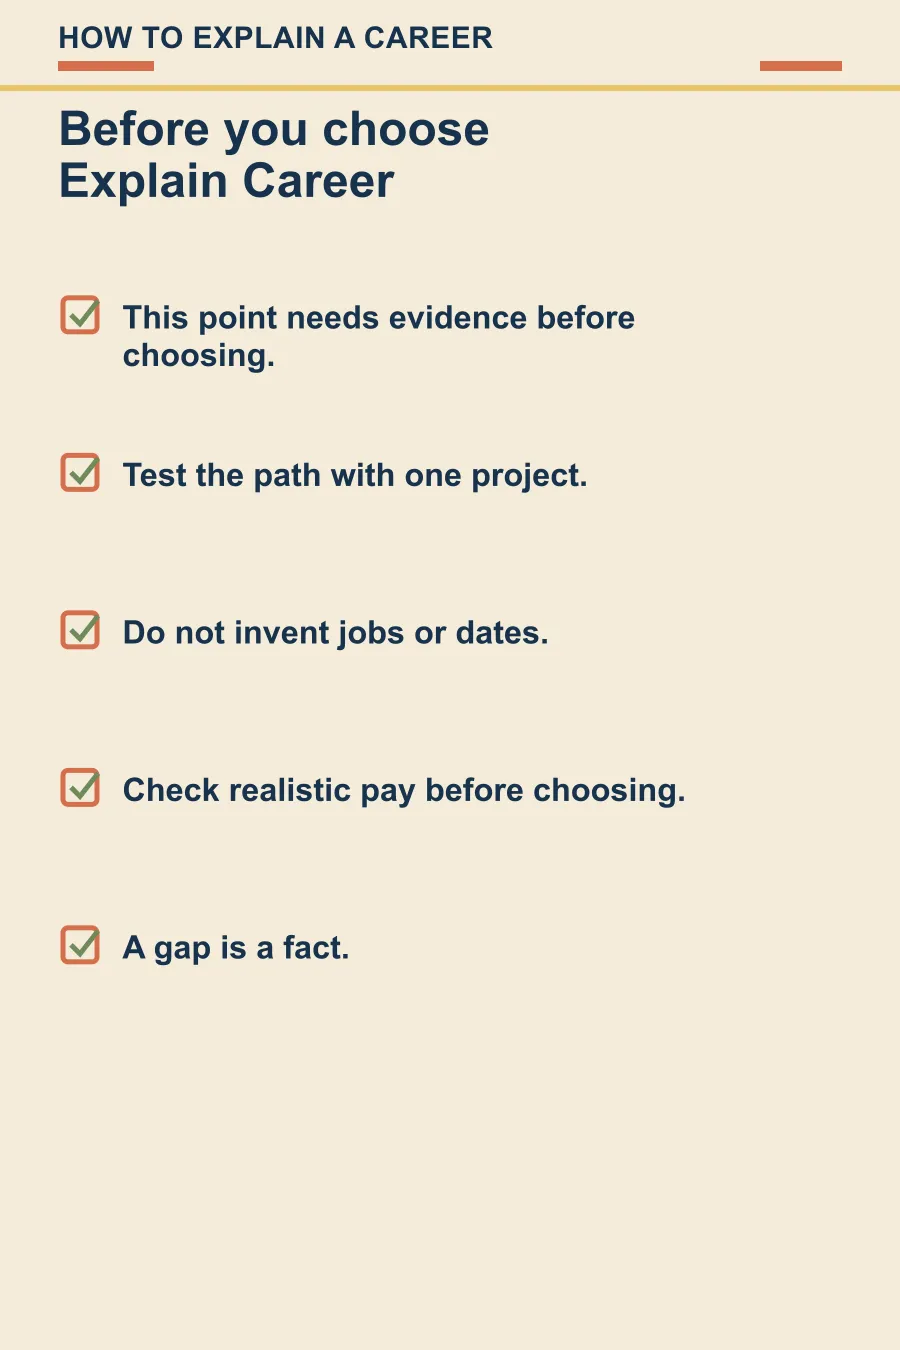 HOW TO EXPLAIN A CAREER
Before you choose
Explain Career
This point needs evidence before
choosing.
Test the path with one project.
Do not invent jobs or dates.
Check realistic pay before choosing.
A gap is a fact.